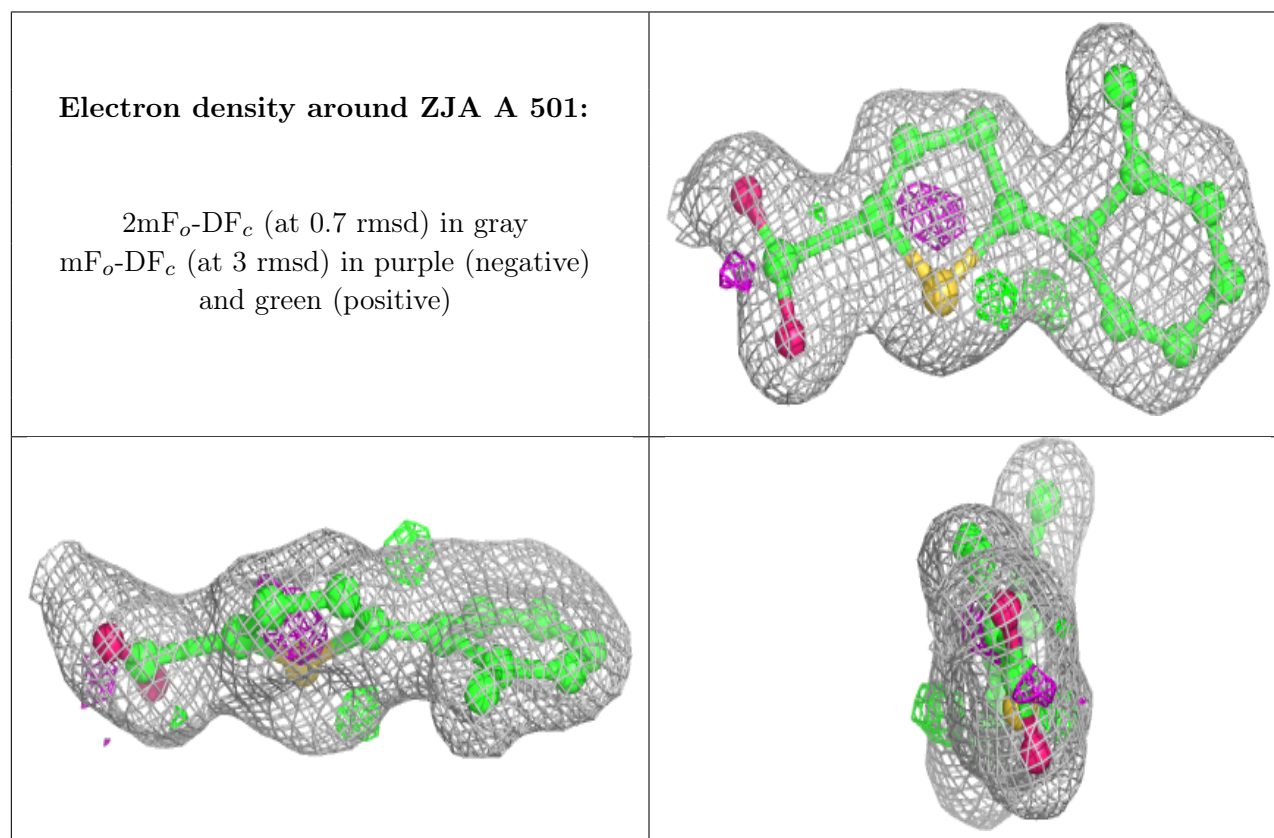 Electron density around ZJA A 501:
2mFo-DFc (at 0.7 rmsd) in gray
mFo-DFc (at 3 rmsd) in purple (negative)
and green (positive)